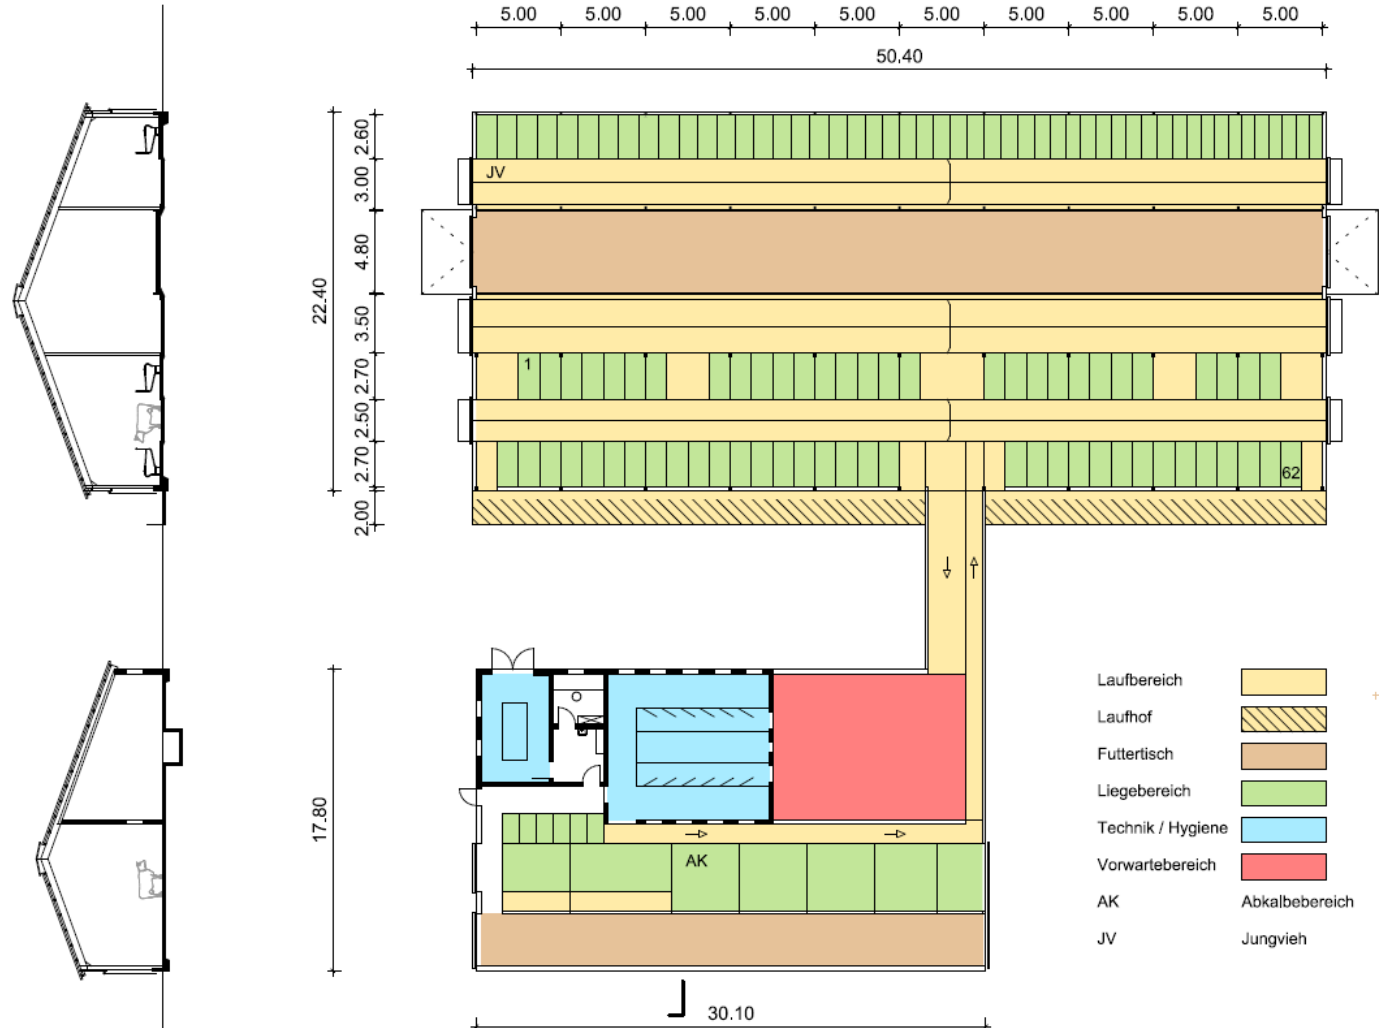 5.00 5.00 5.00 5.00 5.00 5.00 5.00 5.00 5.00 5.00
50.40
2.60
3.00
4.80
3.50
2.70
2.50
2.70
2.00
22.40
JV
1
62
17.80
AK
30.10
Laufbereich
Laufhof
Futtertisch
Liegebereich
Technik / Hygiene
Vorwartebereich
AK Abkalbebereich
JV Jungvieh